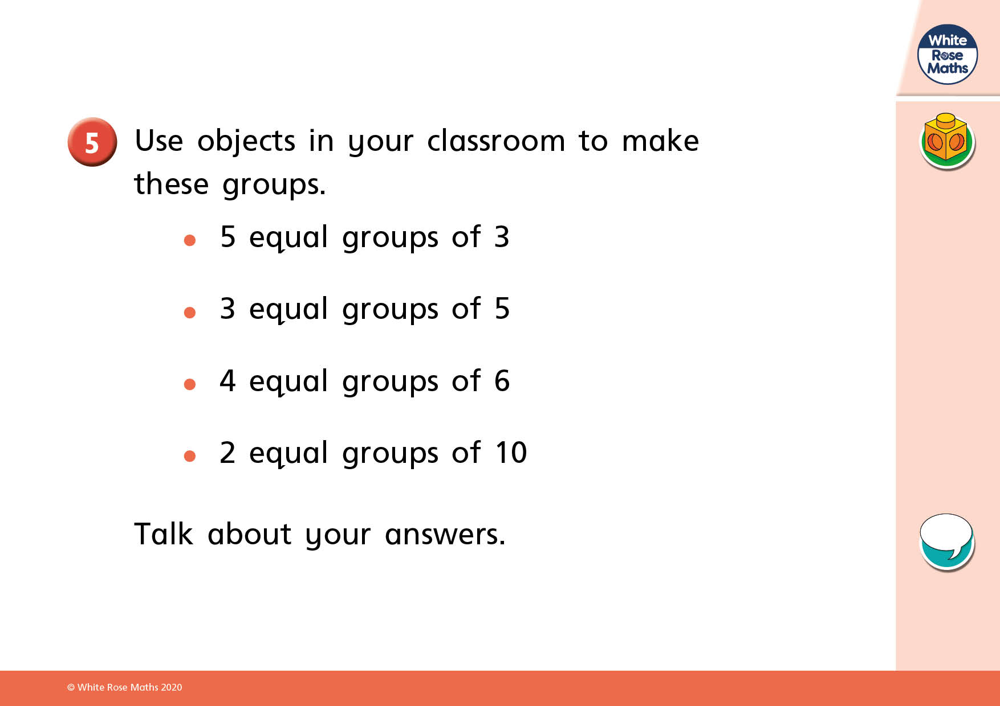 White
Rose
Maths
5 Use objects in your classroom to make
these groups.
• 5 equal groups of 3
• 3 equal groups of 5
• 4 equal groups of 6
• 2 equal groups of 10
Talk about your answers.
© White Rose Maths 2020